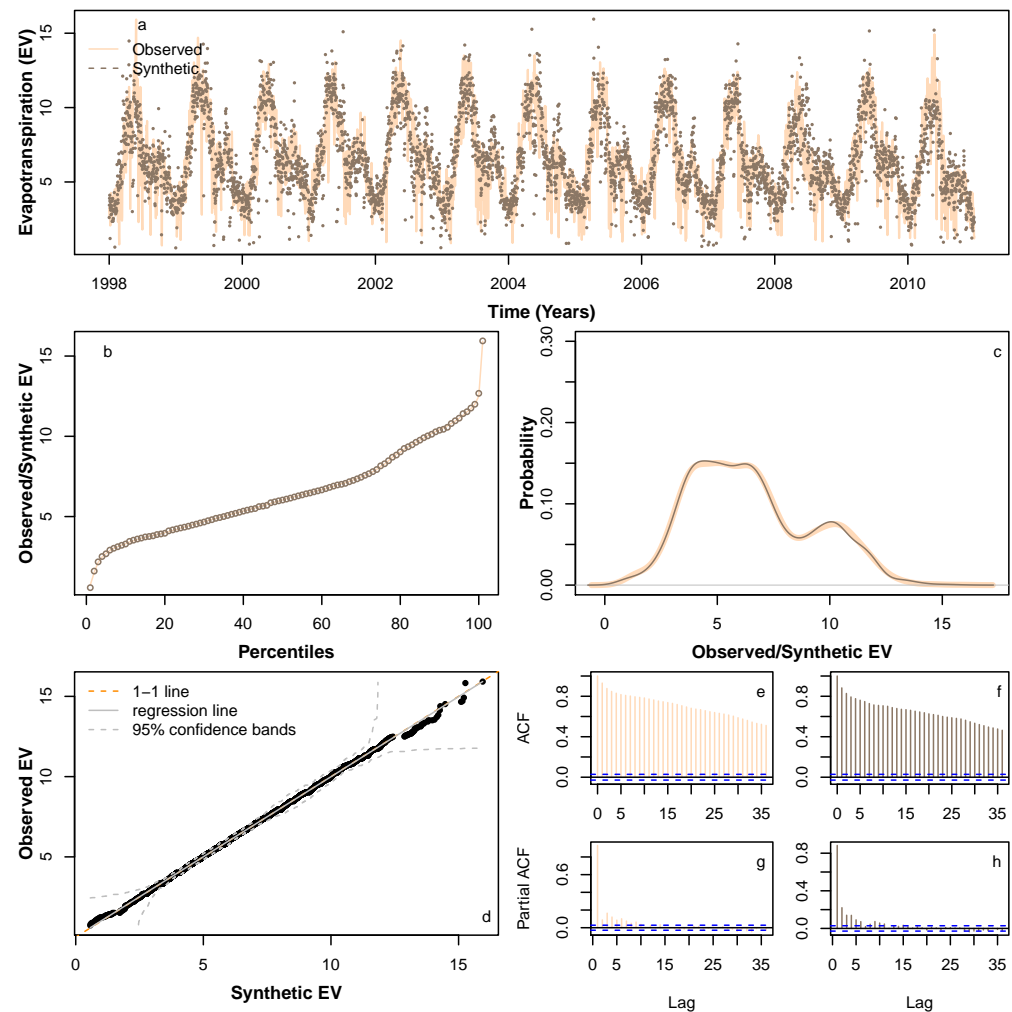 a
Observed
Synthetic
Evapotranspiration (EV)
5 10 15
1998 2000 2002 2004 2006 2008 2010
Time (Years)
b
Observed/Synthetic EV
5 10 15
0 20 40 60 80 100
Percentiles
c
Probability
0.00 0.10 0.20 0.30
0 5 10 15
Observed/Synthetic EV
1–1 line
regression line
95% confidence bands
d
Observed EV
5 10 15
0 5 10 15
Synthetic EV
e
ACF
0.0 0.4 0.8
0 5 15 25 35
f
0.0 0.4 0.8
0 5 15 25 35
g
Partial ACF
0.0 0.6
0 5 15 25 35
Lag
h
0.0 0.4 0.8
0 5 15 25 35
Lag